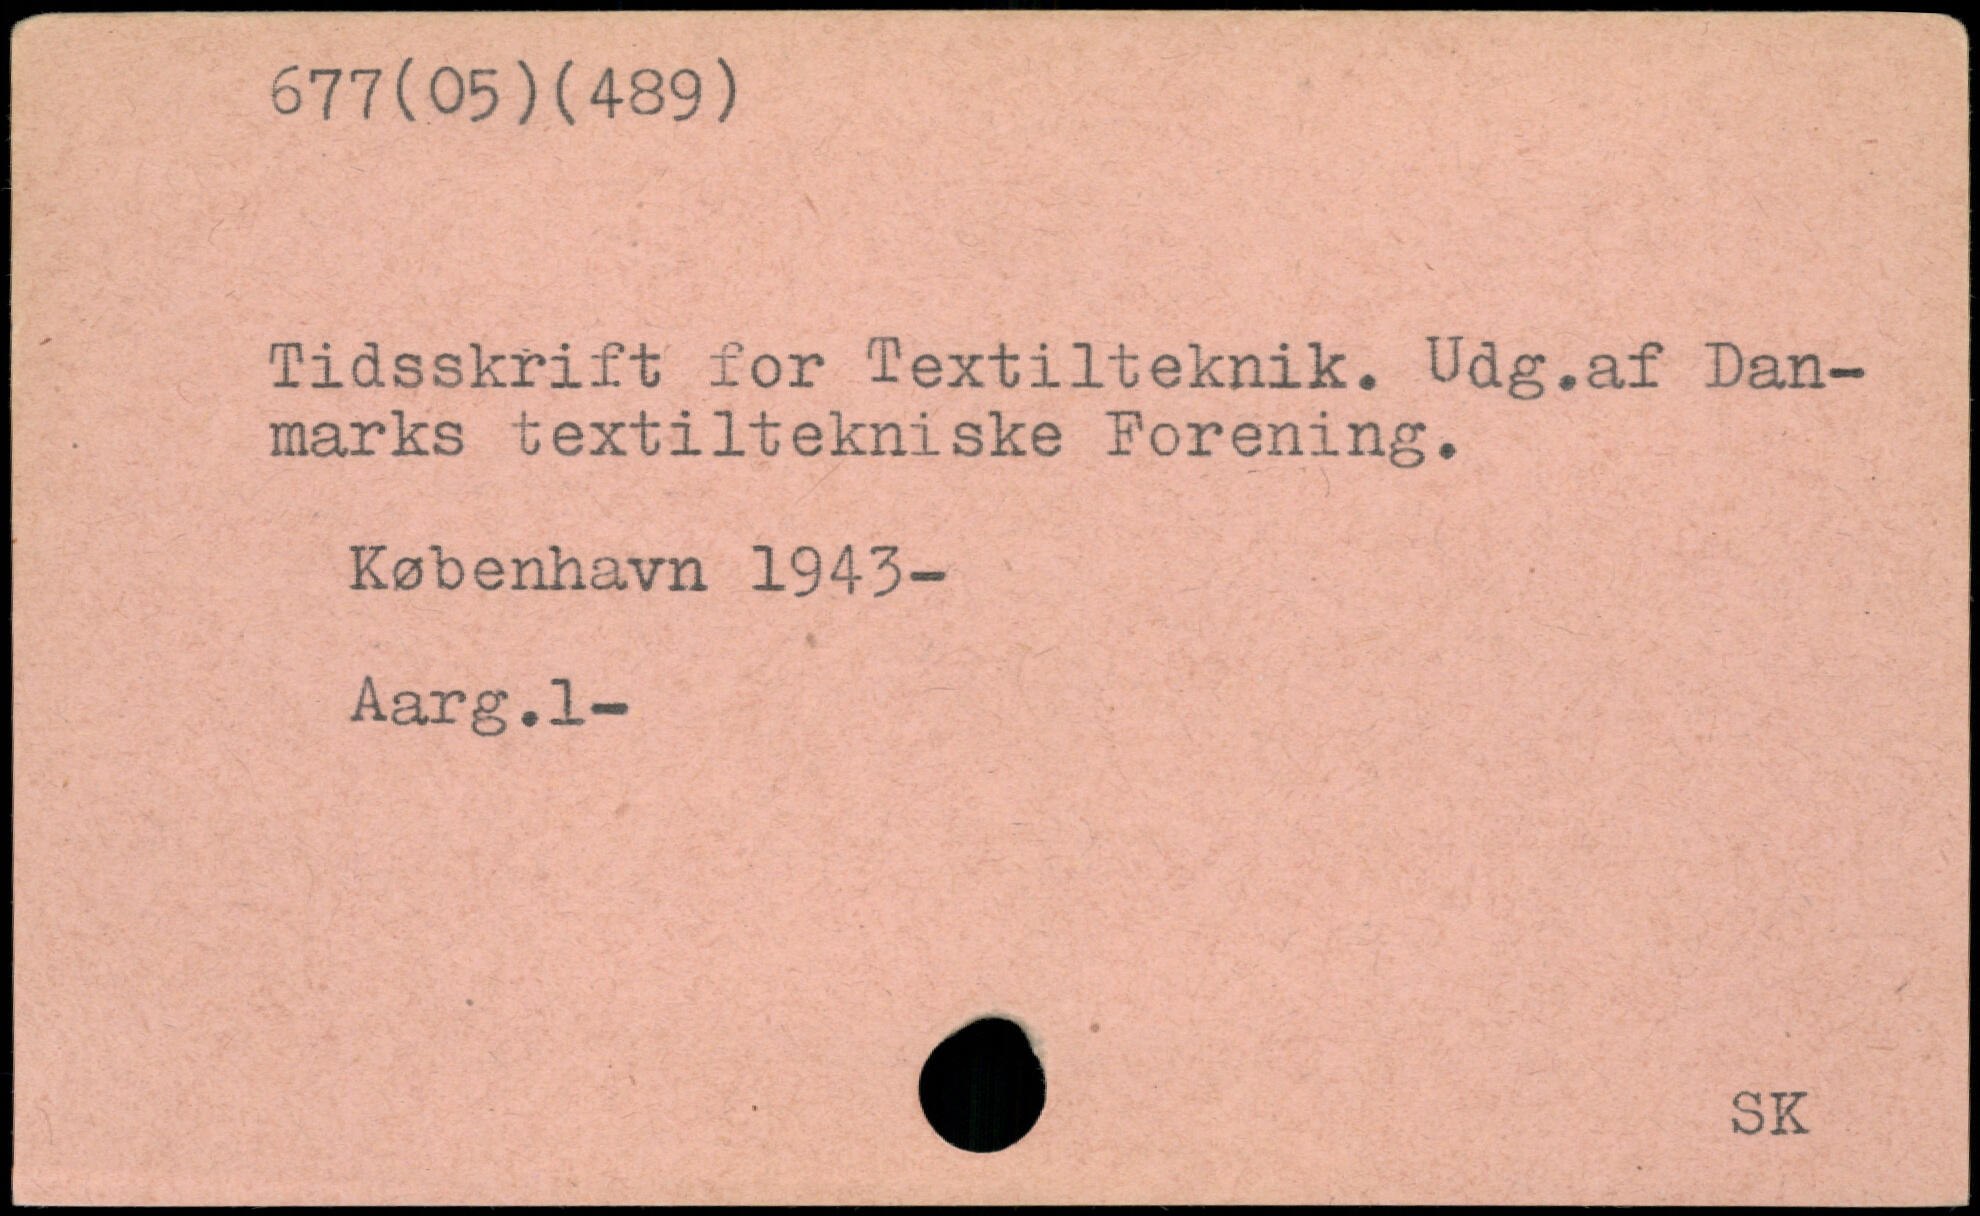 677(05)(489)
Tidsskrift for Textilteknik. Udg.af Dan-
marks textiltekniske Forening.
København 1943-
Aarg.1-
SK